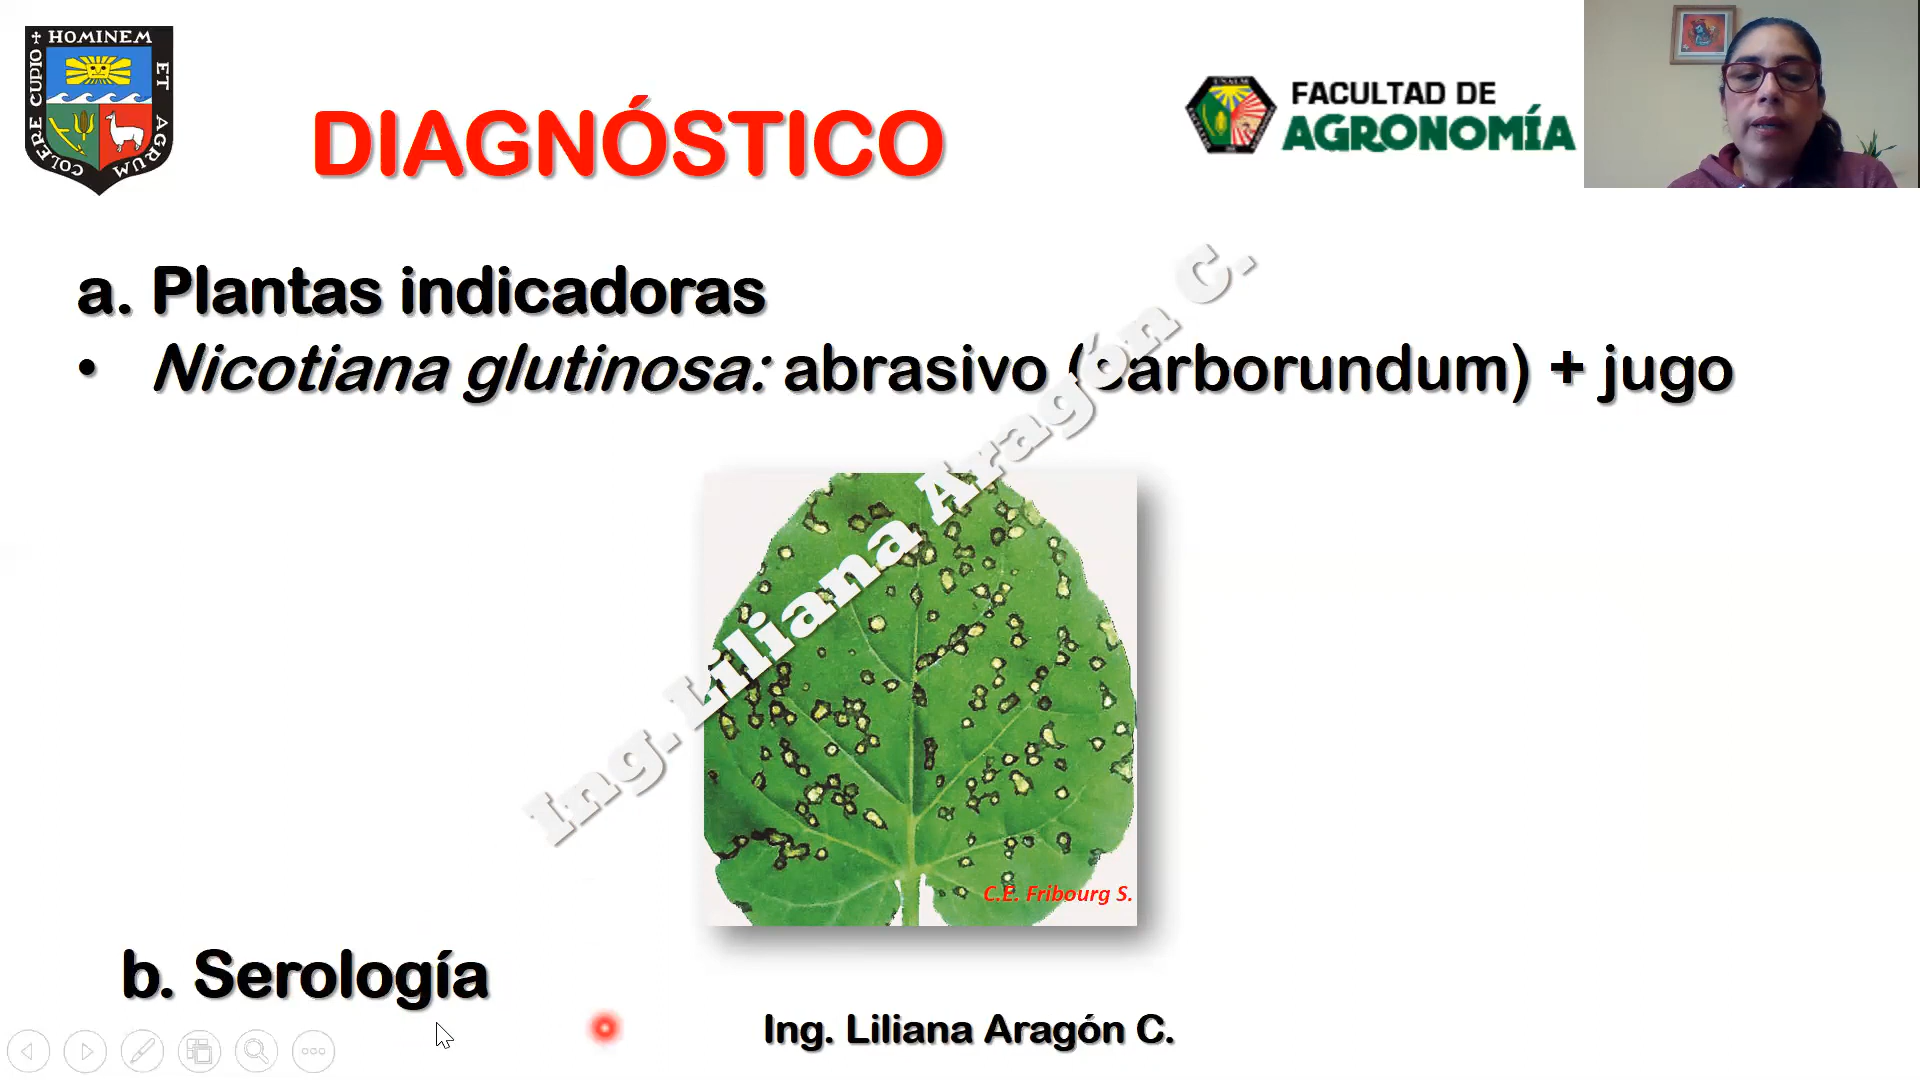 HOMINEM
ET
AGRUM
COLERE CUPIO
DIAGNÓSTICO
FACULTAD DE
AGRONOMÍA
a. Plantas indicadoras
• Nicotiana glutinosa: abrasivo (carborundum) + jugo
Ing. Liliana Aragón C.
C.E. Fribourg S.
b. Serología
Ing. Liliana Aragón C.